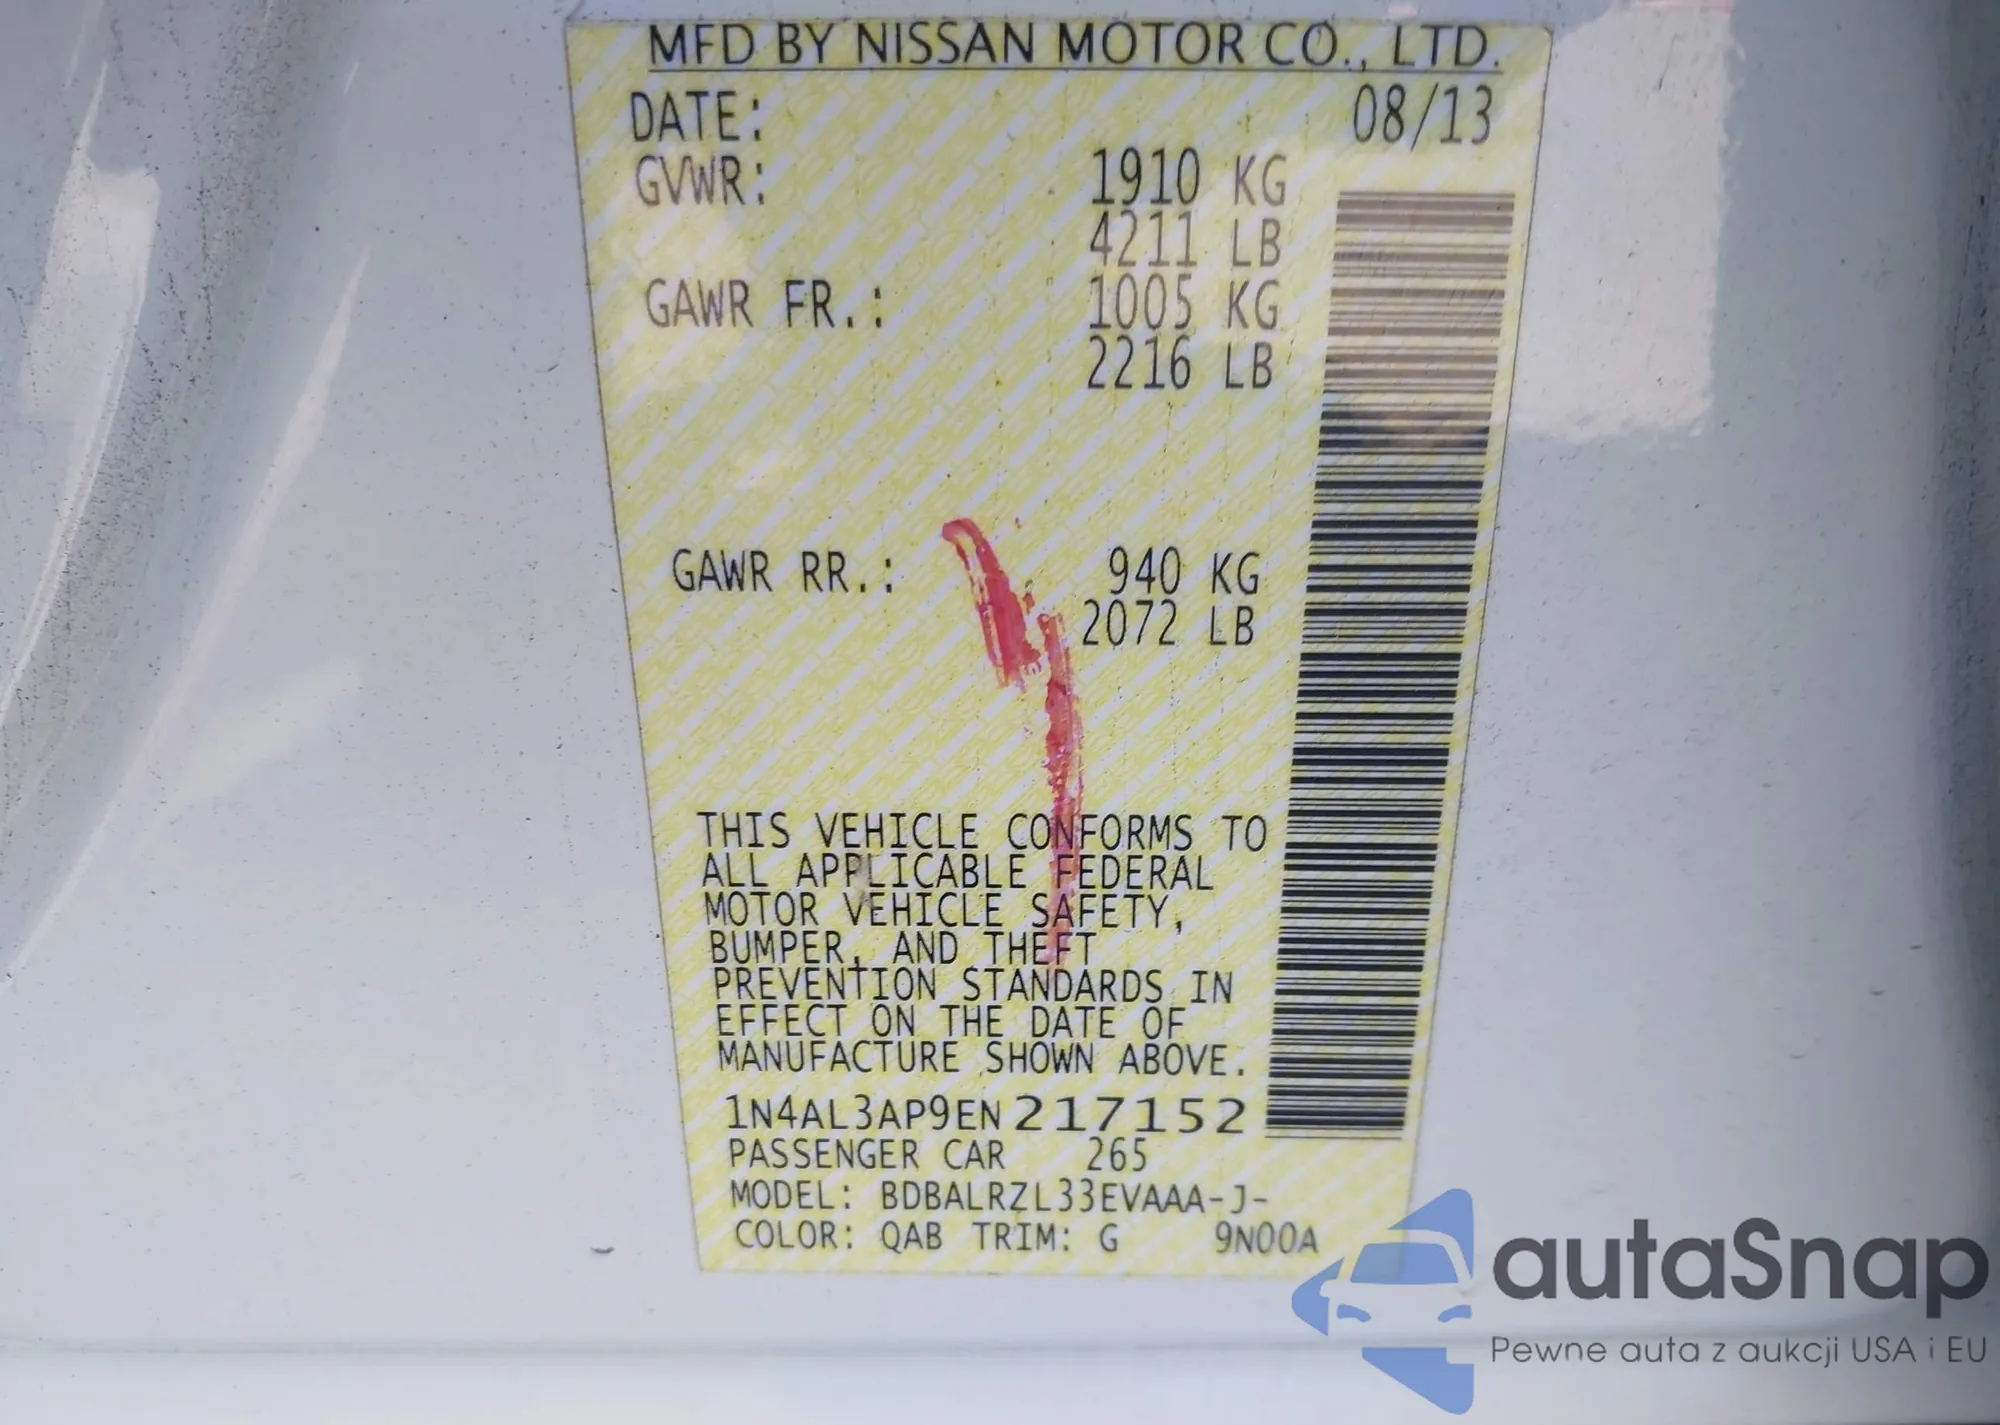 MFD BY NISSAN MOTOR CO., LTD.
DATE: 08/13
GVWR: 1910 KG
4211 LB
GAWR FR.: 1005 KG
2216 LB
GAWR RR.: 940 KG
2072 LB
THIS VEHICLE CONFORMS TO
ALL APPLICABLE FEDERAL
MOTOR VEHICLE SAFETY,
BUMPER, AND THEFT
PREVENTION STANDARDS IN
EFFECT ON THE DATE OF
MANUFACTURE SHOWN ABOVE.
1N4AL3AP9EN217152
PASSENGER CAR 265
MODEL: BDBALRZL33EVAAA-J-
COLOR: QAB TRIM: G 9N00A
autaSnap
Pewne auta z aukcji USA i EU